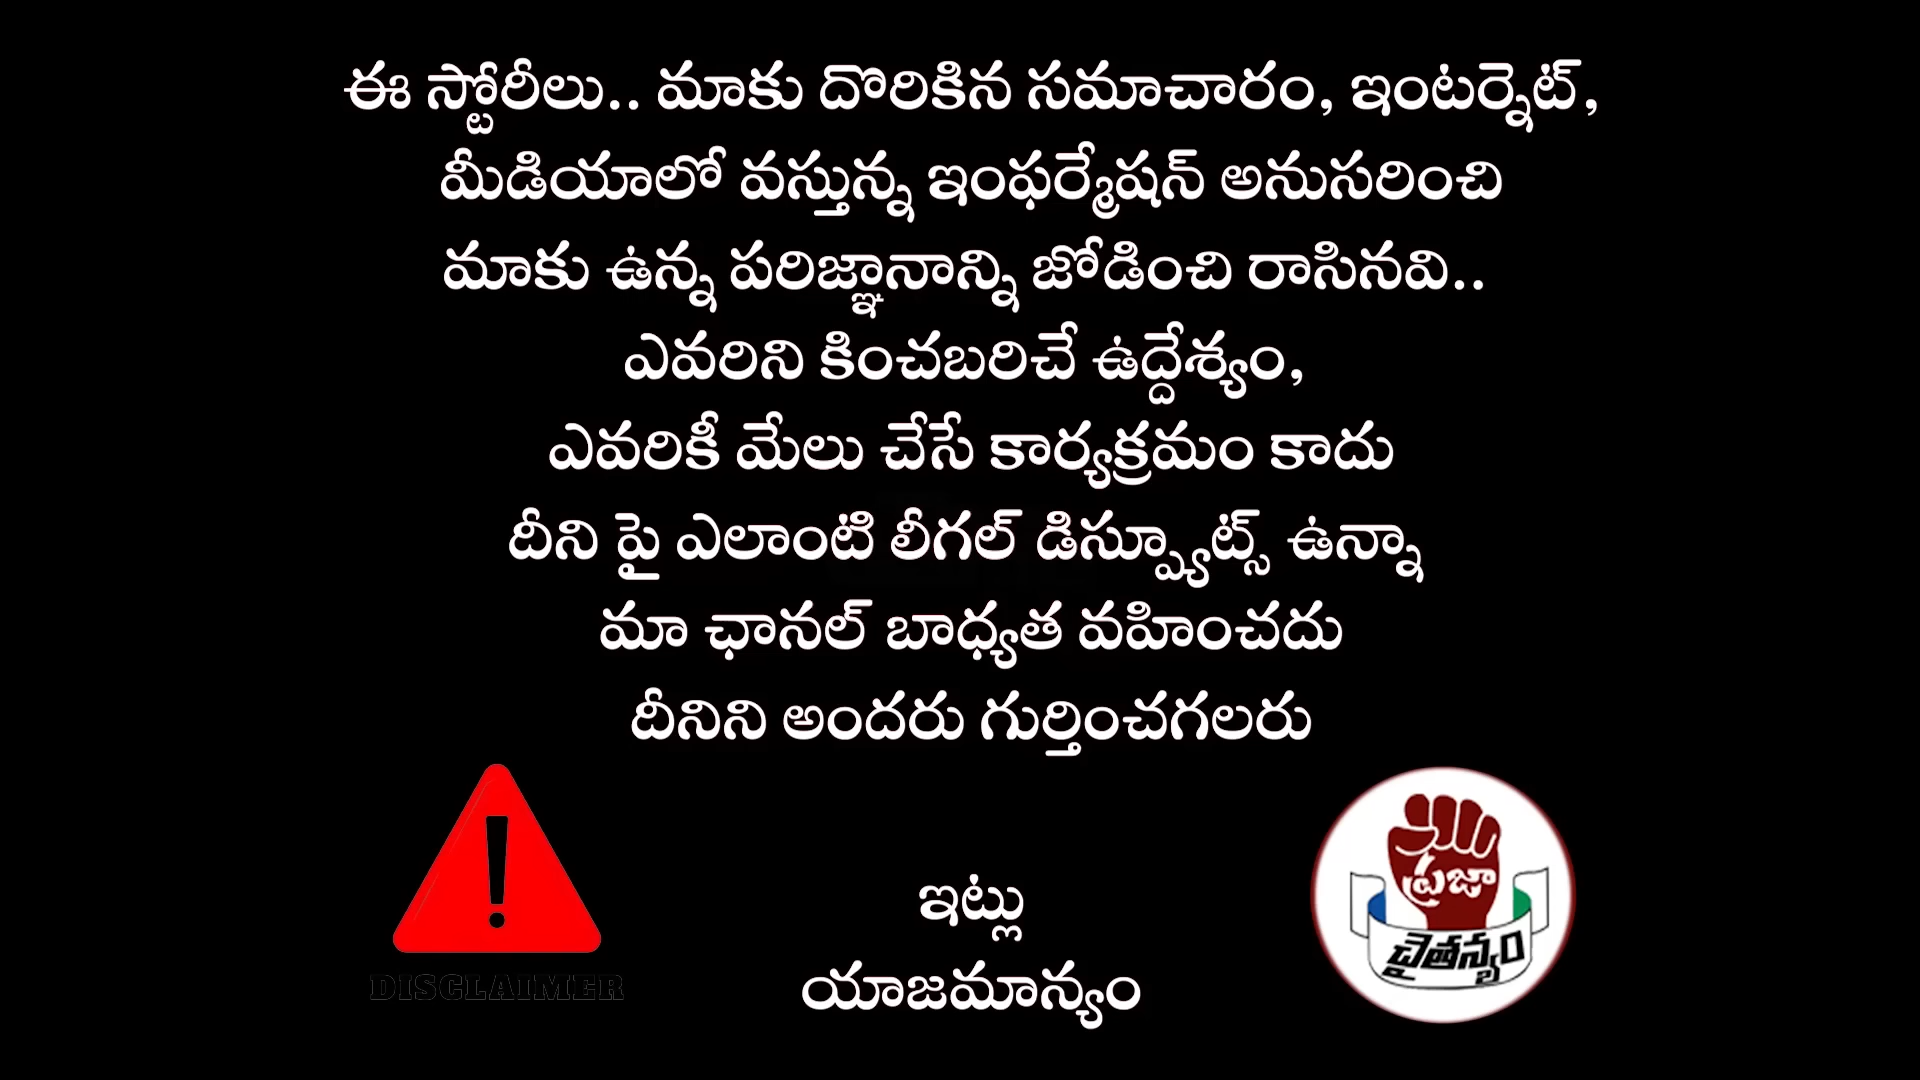 ఈ స్టోరీలు.. మాకు దొరికిన సమాచారం, ఇంటర్నెట్,
మీడియాలో వస్తున్న ఇంఫర్మేషన్ అనుసరించి
మాకు ఉన్న పరిజ్ఞానాన్ని జోడించి రాసినవి..
ఎవరిని కించబరిచే ఉద్దేశ్యం,
ఎవరికీ మేలు చేసే కార్యక్రమం కాదు
దీని పై ఎలాంటి లీగల్ డిస్ప్యూట్స్ ఉన్నా
మా ఛానల్ బాధ్యత వహించదు
దీనిని అందరు గుర్తించగలరు
DISCLAIMER
ఇట్లు
యాజమాన్యం
ప్రజా
చైతన్యం